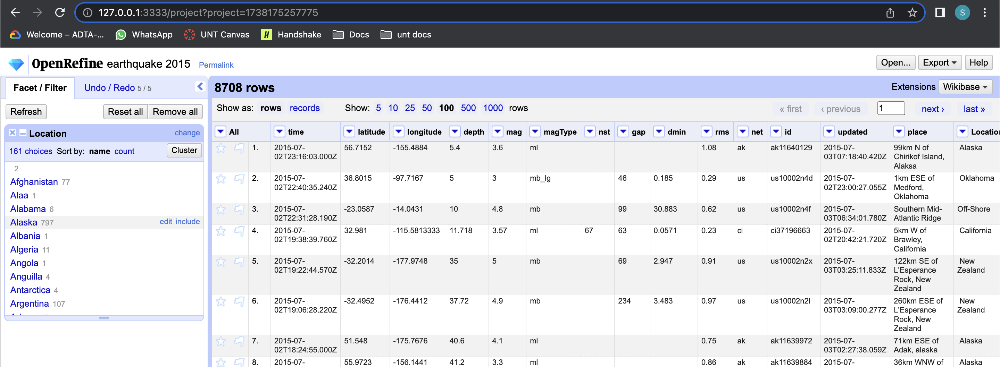 127.0.0.1:3333/project?project=1738175257775
S
Welcome – ADTA-... WhatsApp UNT Canvas H Handshake Docs unt docs
OpenRefine earthquake 2015 Permalink
Open... Export Help
Facet / Filter Undo / Redo 5 / 5
Refresh Reset all Remove all
Location change
161 choices Sort by: name count Cluster
2
Afghanistan 77
Alaa 1
Alabama 6
Alaska 797 edit include
Albania 1
Algeria 11
Angola 1
Anguilla 4
Antarctica 4
Argentina 107
8708 rows
Extensions Wikibase
Show as: rows records Show: 5 10 25 50 100 500 1000 rows
« first ‹ previous 1 next › last »
All time latitude longitude depth mag magType nst gap dmin rms net id updated place Location
1. 2015-07- 56.7152 -155.4884 5.4 3.6 ml 1.08 ak ak11640129 2015-07- 99km N of Alaska
02T23:16:03.000Z 03T07:18:40.420Z Chirikof Island,
Alaksa
2. 2015-07- 36.8015 -97.7167 5 3 mb_lg 46 0.185 0.29 us us10002n4d 2015-07- 1km ESE of Oklahoma
02T22:40:35.240Z 02T23:00:27.055Z Medford,
Oklahoma
3. 2015-07- -23.0587 -14.0431 10 4.8 mb 99 30.883 0.62 us us10002n4f 2015-07- Southern Mid- Off-Shore
02T22:31:28.190Z 03T06:34:01.780Z Atlantic Ridge
4. 2015-07- 32.981 -115.5813333 11.718 3.57 ml 67 63 0.0571 0.23 ci ci37196663 2015-07- 5km W of California
02T19:38:39.760Z 02T20:42:21.720Z Brawley,
California
5. 2015-07- -32.2014 -177.9748 35 5 mb 69 2.947 0.91 us us10002n2x 2015-07- 122km SE of New
02T19:22:44.570Z 03T03:25:11.833Z L'Esperance Zealand
Rock, New
Zealand
6. 2015-07- -32.4952 -176.4412 37.72 4.9 mb 234 3.483 0.97 us us10002n2l 2015-07- 260km ESE of New
02T19:06:28.220Z 03T03:09:00.277Z L'Esperance Zealand
Rock, New
Zealand
7. 2015-07- 51.548 -175.7676 40.6 4.1 ml 0.75 ak ak11639972 2015-07- 71km ESE of Alaska
02T18:24:55.000Z 03T02:27:38.059Z Adak, alaska
8. 2015-07- 55.9723 -156.1441 41.2 3.3 ml 0.86 ak ak11639884 2015-07- 36km WNW of Alaska